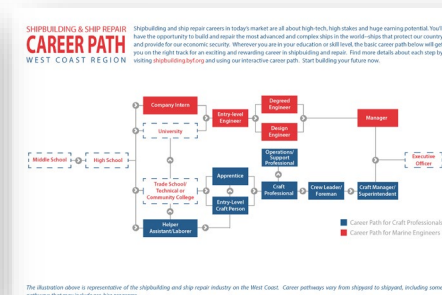 SHIPBUILDING & SHIP REPAIR
CAREER PATH
WEST COAST REGION
Shipbuilding and ship repair careers in today's market are all about high-tech, high stakes and huge earning potential. You'll
have the opportunity to build and repair the most advanced and complex ships in the world--ships that protect our country
and provide for our economic security. Wherever you are in your education or skill level, the basic career path below will get
you on the right track for an exciting and rewarding career in shipbuilding and repair. Find more details about each step by
visiting shipbuilding.byf.org and using our interactive career path. Start building your future now.
Company Intern
University
Entry-level
Engineer
Degreed
Engineer
Design
Engineer
Manager
Middle School
High School
Operations/
Support
Professional
Executive
Officer
Trade School/
Technical or
Community College
Apprentice
Entry-Level
Craft Person
Craft
Professional
Crew Leader/
Foreman
Craft Manager/
Superintendent
Helper
Assistant/Laborer
Career Path for Craft Professionals
Career Path for Marine Engineers
The illustration above is representative of the shipbuilding and ship repair industry on the West Coast. Career pathways vary from shipyard to shipyard, including some